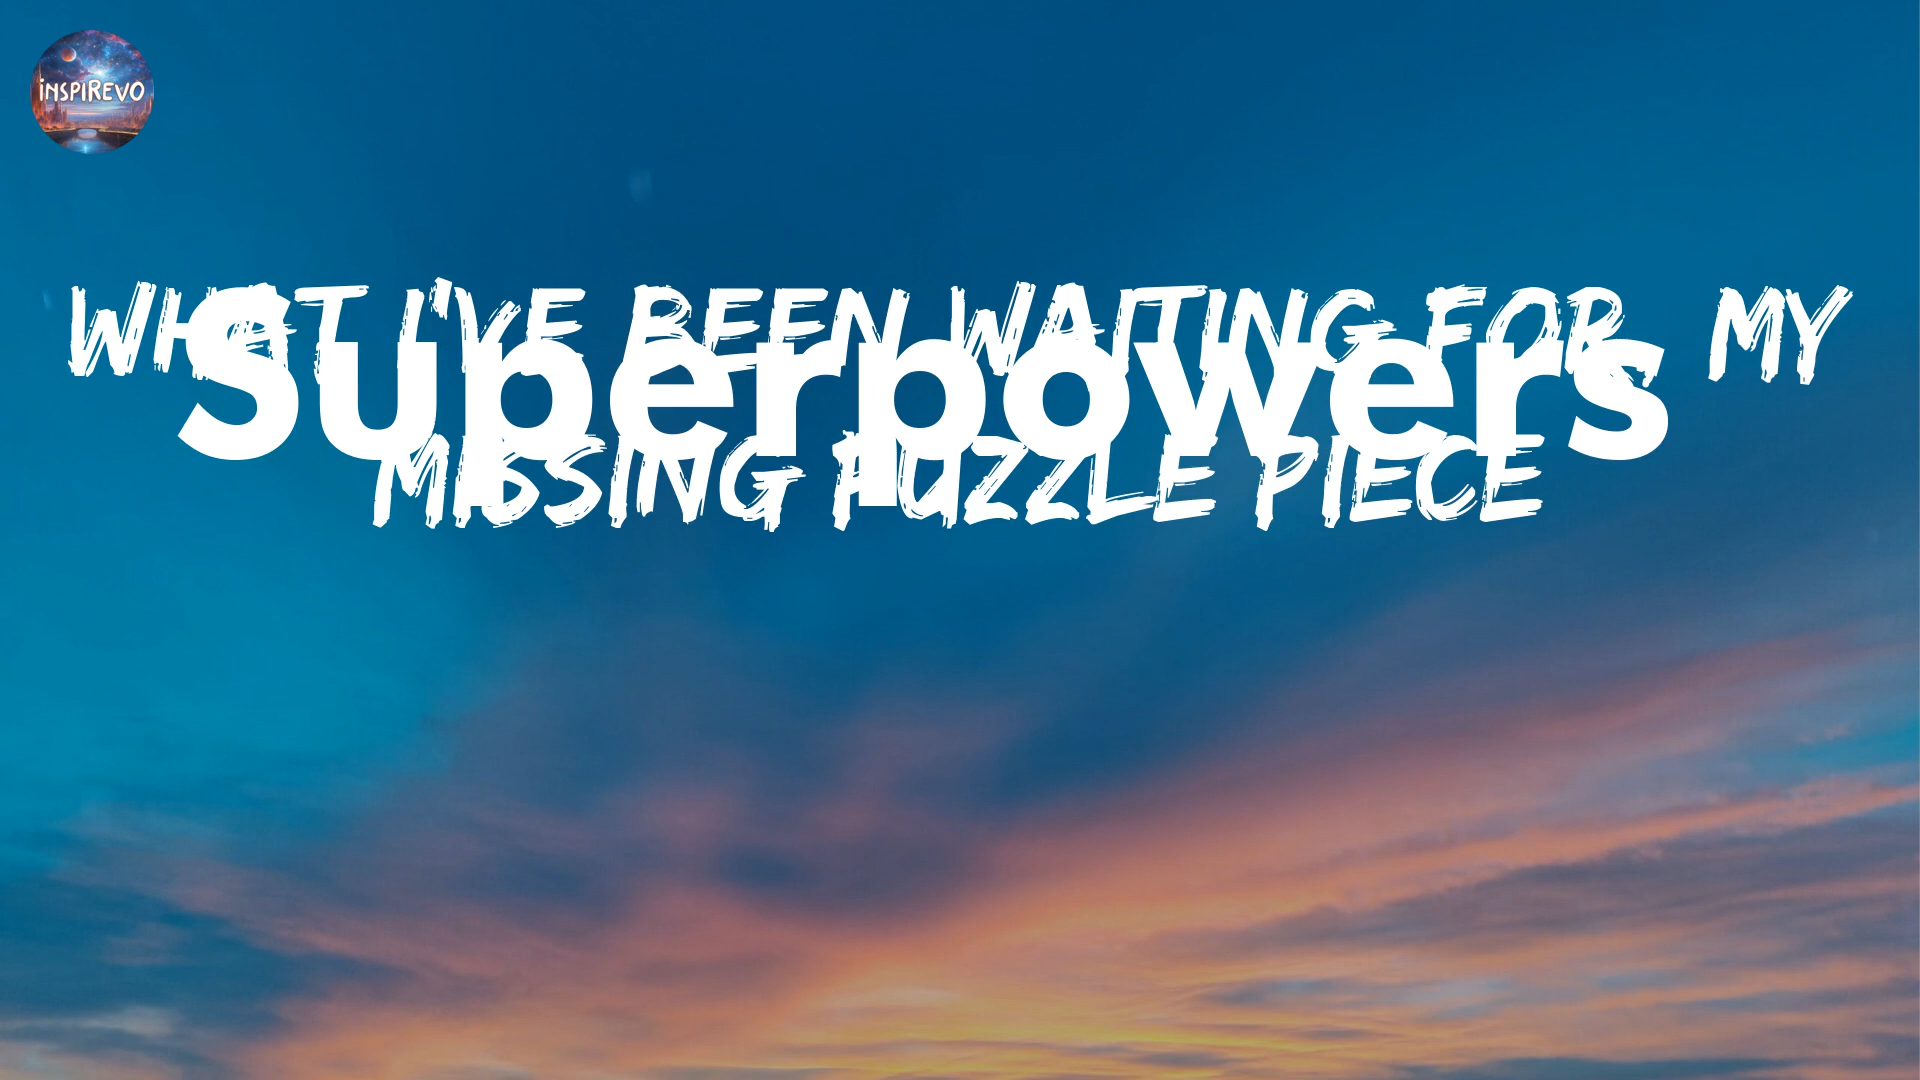 iNSPiREVO
WHAT I'VE BEEN WAITING FOR MY
Superpowers
MISSING PUZZLE PIECE